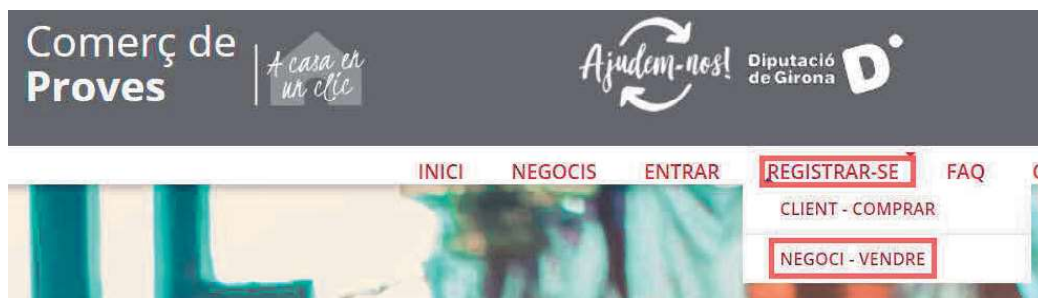 Comerç de
Proves
A casa en
un clic
Ajudem-nos!
Diputació
de Girona
D
INICI NEGOCIS ENTRAR REGISTRAR-SE FAQ
CLIENT - COMPRAR
NEGOCI - VENDRE